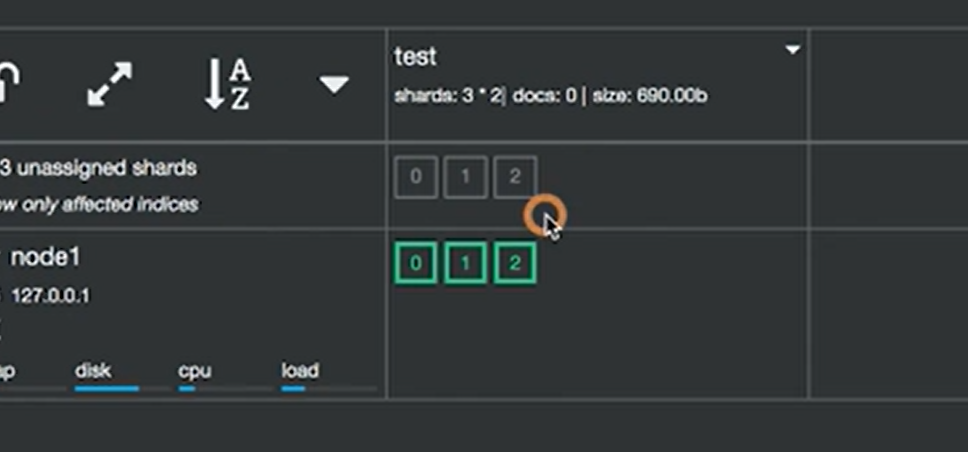 A
Z
test
shards: 3 * 2| docs: 0 | size: 690.00b
3 unassigned shards
0 1 2
only affected indices
node1
0 1 2
127.0.0.1
disk cpu load